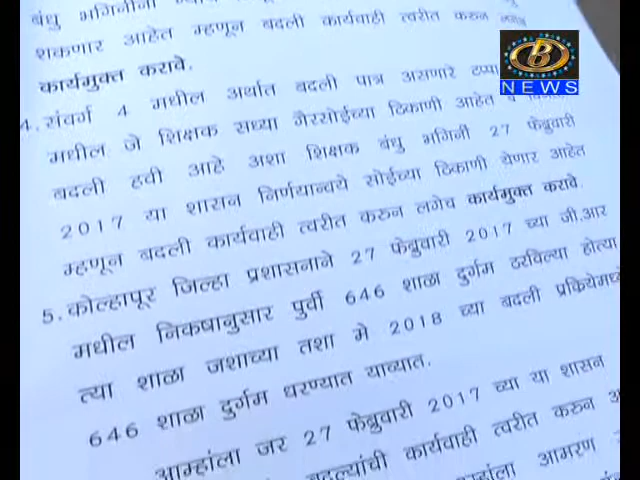 बंधु भगिनींना
शकणार आहेत म्हणून बदली कार्यवाही त्वरीत करुन लगेच
कार्यमुक्त करावे.
4. संवर्ग 4 मधील अर्थात बदली पात्र असणारे टप्पा
मधील जे शिक्षक सध्या गैरसोईच्या ठिकाणी आहेत व
बदली हवी आहे अशा शिक्षक बंधु भगिनी 27 फेब्रुवारी
2017 या शासन निर्णयान्वये सोईच्या ठिकाणी येणार आहेत
म्हणून बदली कार्यवाही त्वरीत करुन लगेच कार्यमुक्त करावे.
5. कोल्हापूर जिल्हा प्रशासनाने 27 फेब्रुवारी 2017 च्या जी.आर
मधील निकषानुसार पुर्वी 646 शाळा दुर्गम ठरविल्या होत्या
त्या शाळा जशाच्या तशा मे 2018 च्या बदली प्रकियेमध्ये
646 शाळा दुर्गम धरण्यात याव्यात.
आम्हांला जर 27 फेब्रुवारी 2017 च्या या शासन
बदल्यांची कार्यवाही त्वरीत करुन
आमरण
B
NEWS